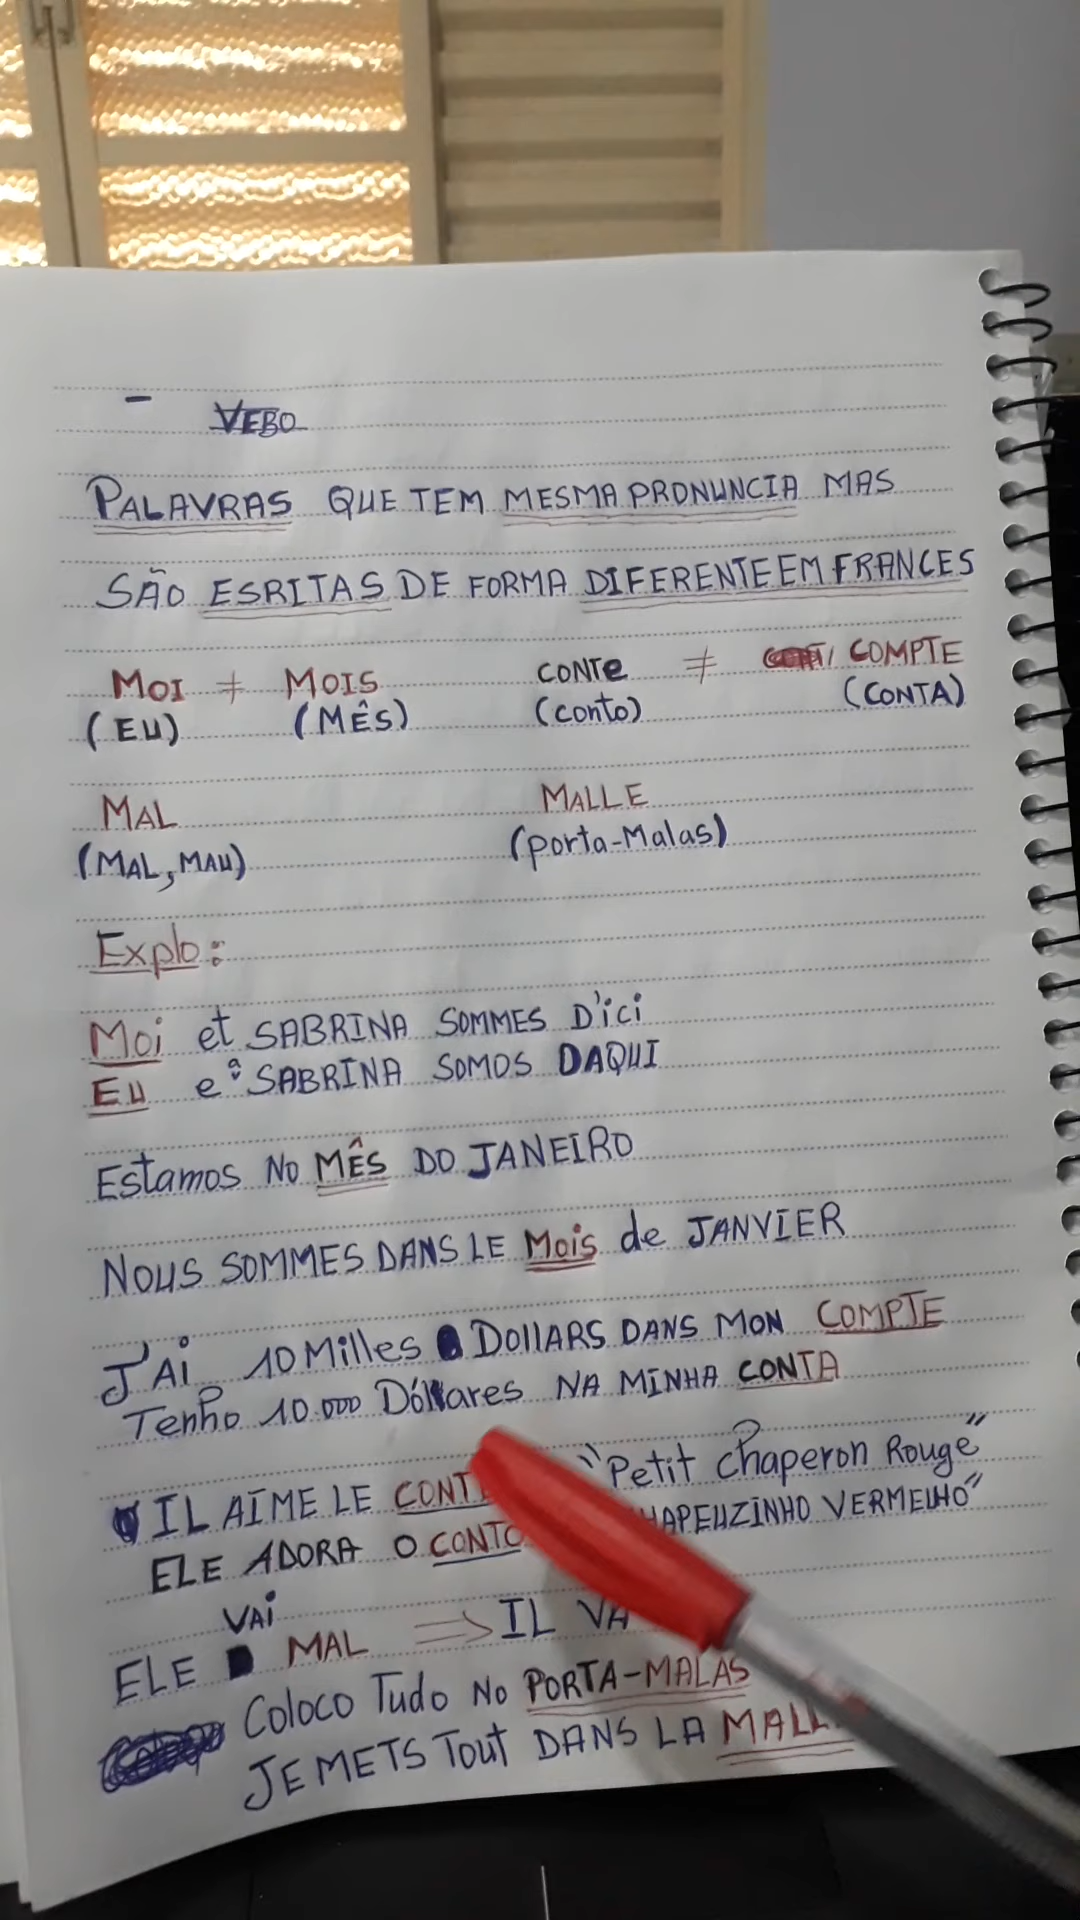 VEBO
PALAVRAS QUE TEM MESMA PRONUNCIA MAS
SÃO ESRITAS DE FORMA DIFERENTE EM FRANCES
MOI ≠ MOIS CONTE ≠ COMPTE
(EU) (MÊS) (conto) (CONTA)
MAL MALLE
(MAL, MAU) (porta-Malas)
Explo:
Moi et SABRINA SOMMES D'ici
EU e a SABRINA SOMOS DAQUI
Estamos NO MÊS DO JANEIRO
NOUS SOMMES DANS LE Mois de JANVIER
J'Ai 10 Milles DOllARS DANS MON COMPTE
Tenho 10.000 Dóllares NA MINHA CONTA
IL AIME LE "Petit chaperon Rouge"
ELE ADORA O CONTO VERMELHO"
VAi
ELE MAL => IL VA
Coloco Tudo No PORTA-MALAS
JE METS Tout DANS LA